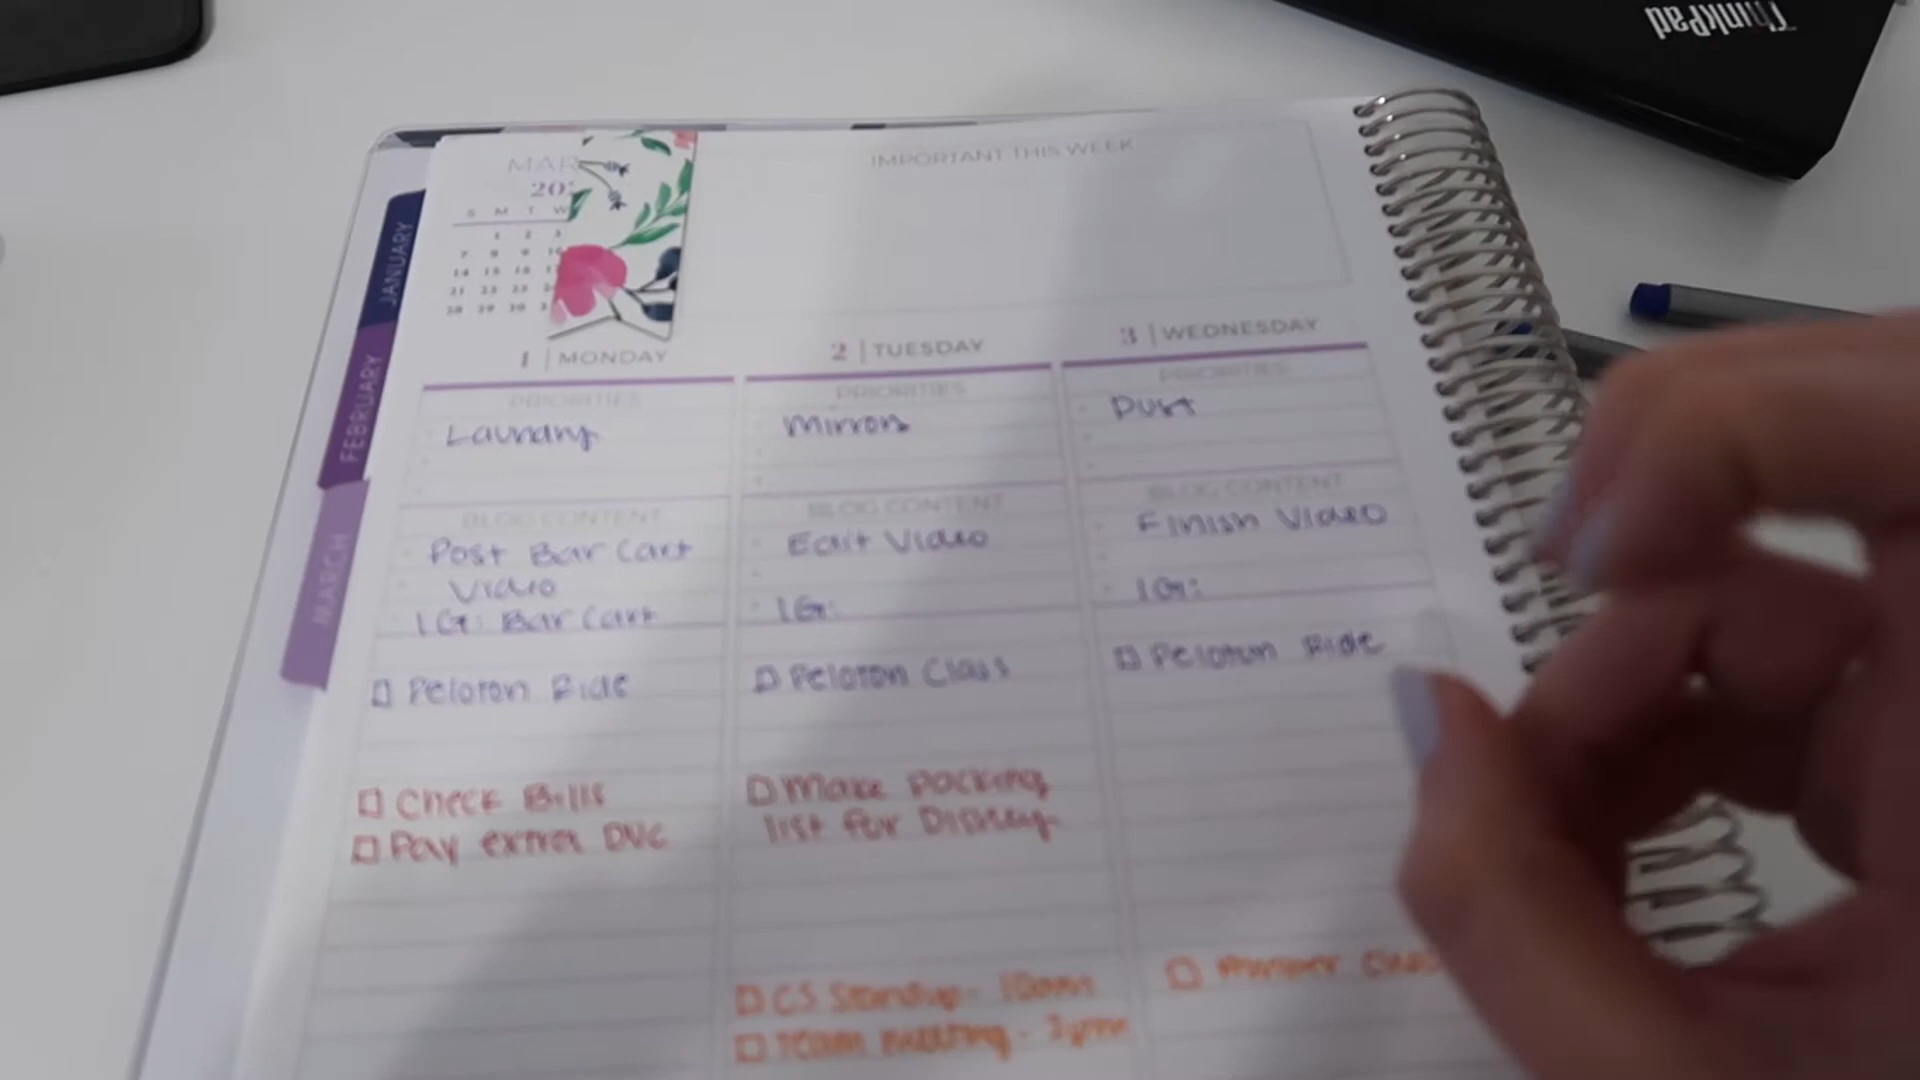 ThinkPad
MAR
20
IMPORTANT THIS WEEK
S M T W
1 2 3
7 8 9 10
14 15 16
21 22 23
28 29 30
JANUARY
FEBRUARY
MARCH
1 | MONDAY
2 | TUESDAY
3 | WEDNESDAY
PRIORITIES
PRIORITIES
PRIORITIES
Laundry
Mirrors
Dust
BLOG CONTENT
BLOG CONTENT
BLOG CONTENT
Post Bar Cart
Video
IG: Bar Cart
Edit Video
IG:
Finish Video
IG:
Peloton Ride
Peloton Class
Peloton Ride
Check Bills
Pay extra DVC
Make packing
list for Disney
CS Standup - 10am
Team meeting -